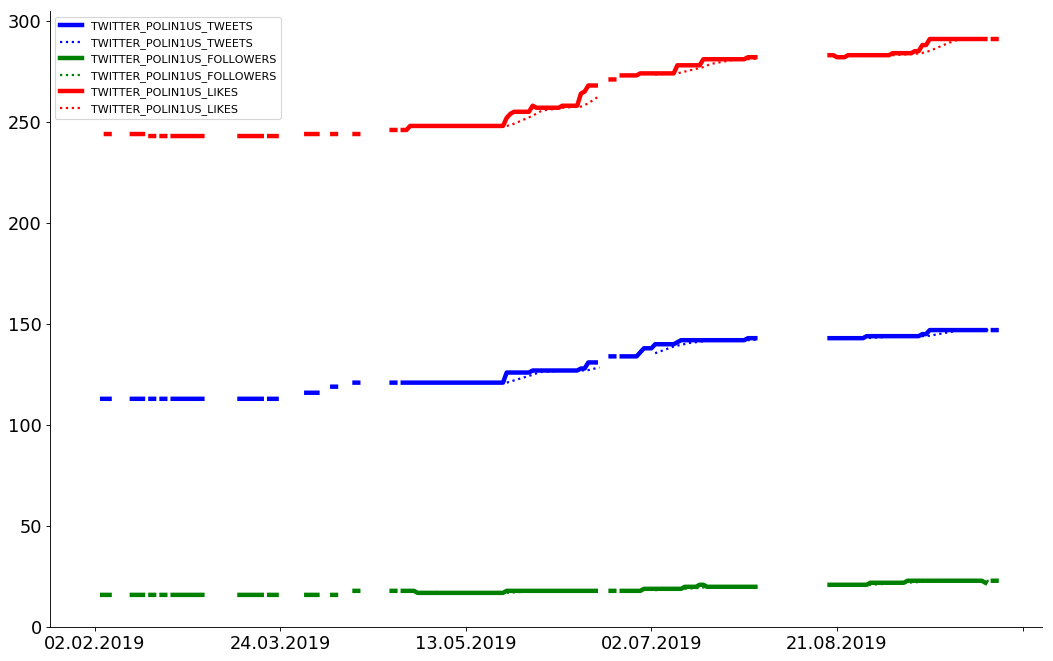 300
250
200
150
100
50
0
TWITTER_POLIN1US_TWEETS
TWITTER_POLIN1US_TWEETS
TWITTER_POLIN1US_FOLLOWERS
TWITTER_POLIN1US_FOLLOWERS
TWITTER_POLIN1US_LIKES
TWITTER_POLIN1US_LIKES
02.02.2019 24.03.2019 13.05.2019 02.07.2019 21.08.2019